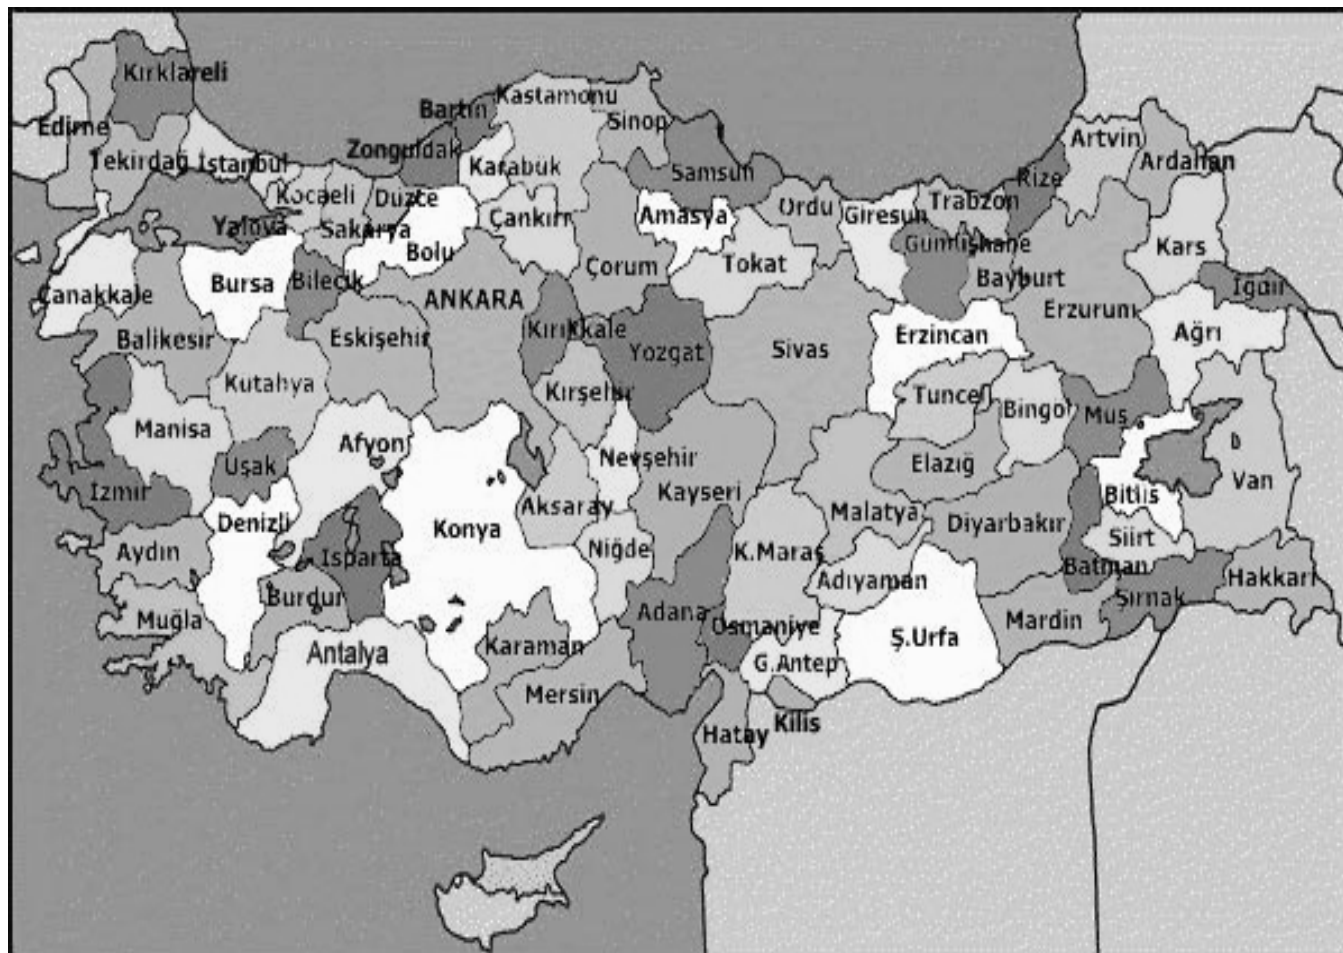 Kırklareli
Edirne
Tekirdağ
İstanbul
Kocaeli
Yalova
Sakarya
Düzce
Zonguldak
Bartın
Karabük
Kastamonu
Sinop
Samsun
Çankırı
Bolu
Amasya
Ordu
Giresun
Trabzon
Rize
Artvin
Ardahan
Gümüşhane
Bayburt
Kars
Iğdır
Çanakkale
Bursa
Bilecik
ANKARA
Çorum
Tokat
Balikesir
Eskişehir
Kırıkkale
Yozgat
Sivas
Erzincan
Erzurum
Ağrı
Kutahya
Kırşehir
Tunceli
Bingol
Muş
Manisa
Afyon
Uşak
Nevşehir
Kayseri
Elazığ
Van
İzmir
Aksaray
Malatya
Bitlis
Denizli
Konya
Diyarbakır
Siirt
Aydın
Isparta
Niğde
K.Maraş
Adıyaman
Batman
Hakkari
Burdur
Şırnak
Muğla
Adana
Osmaniye
Mardin
Antalya
Karaman
Ş.Urfa
G.Antep
Mersin
Hatay
Kilis